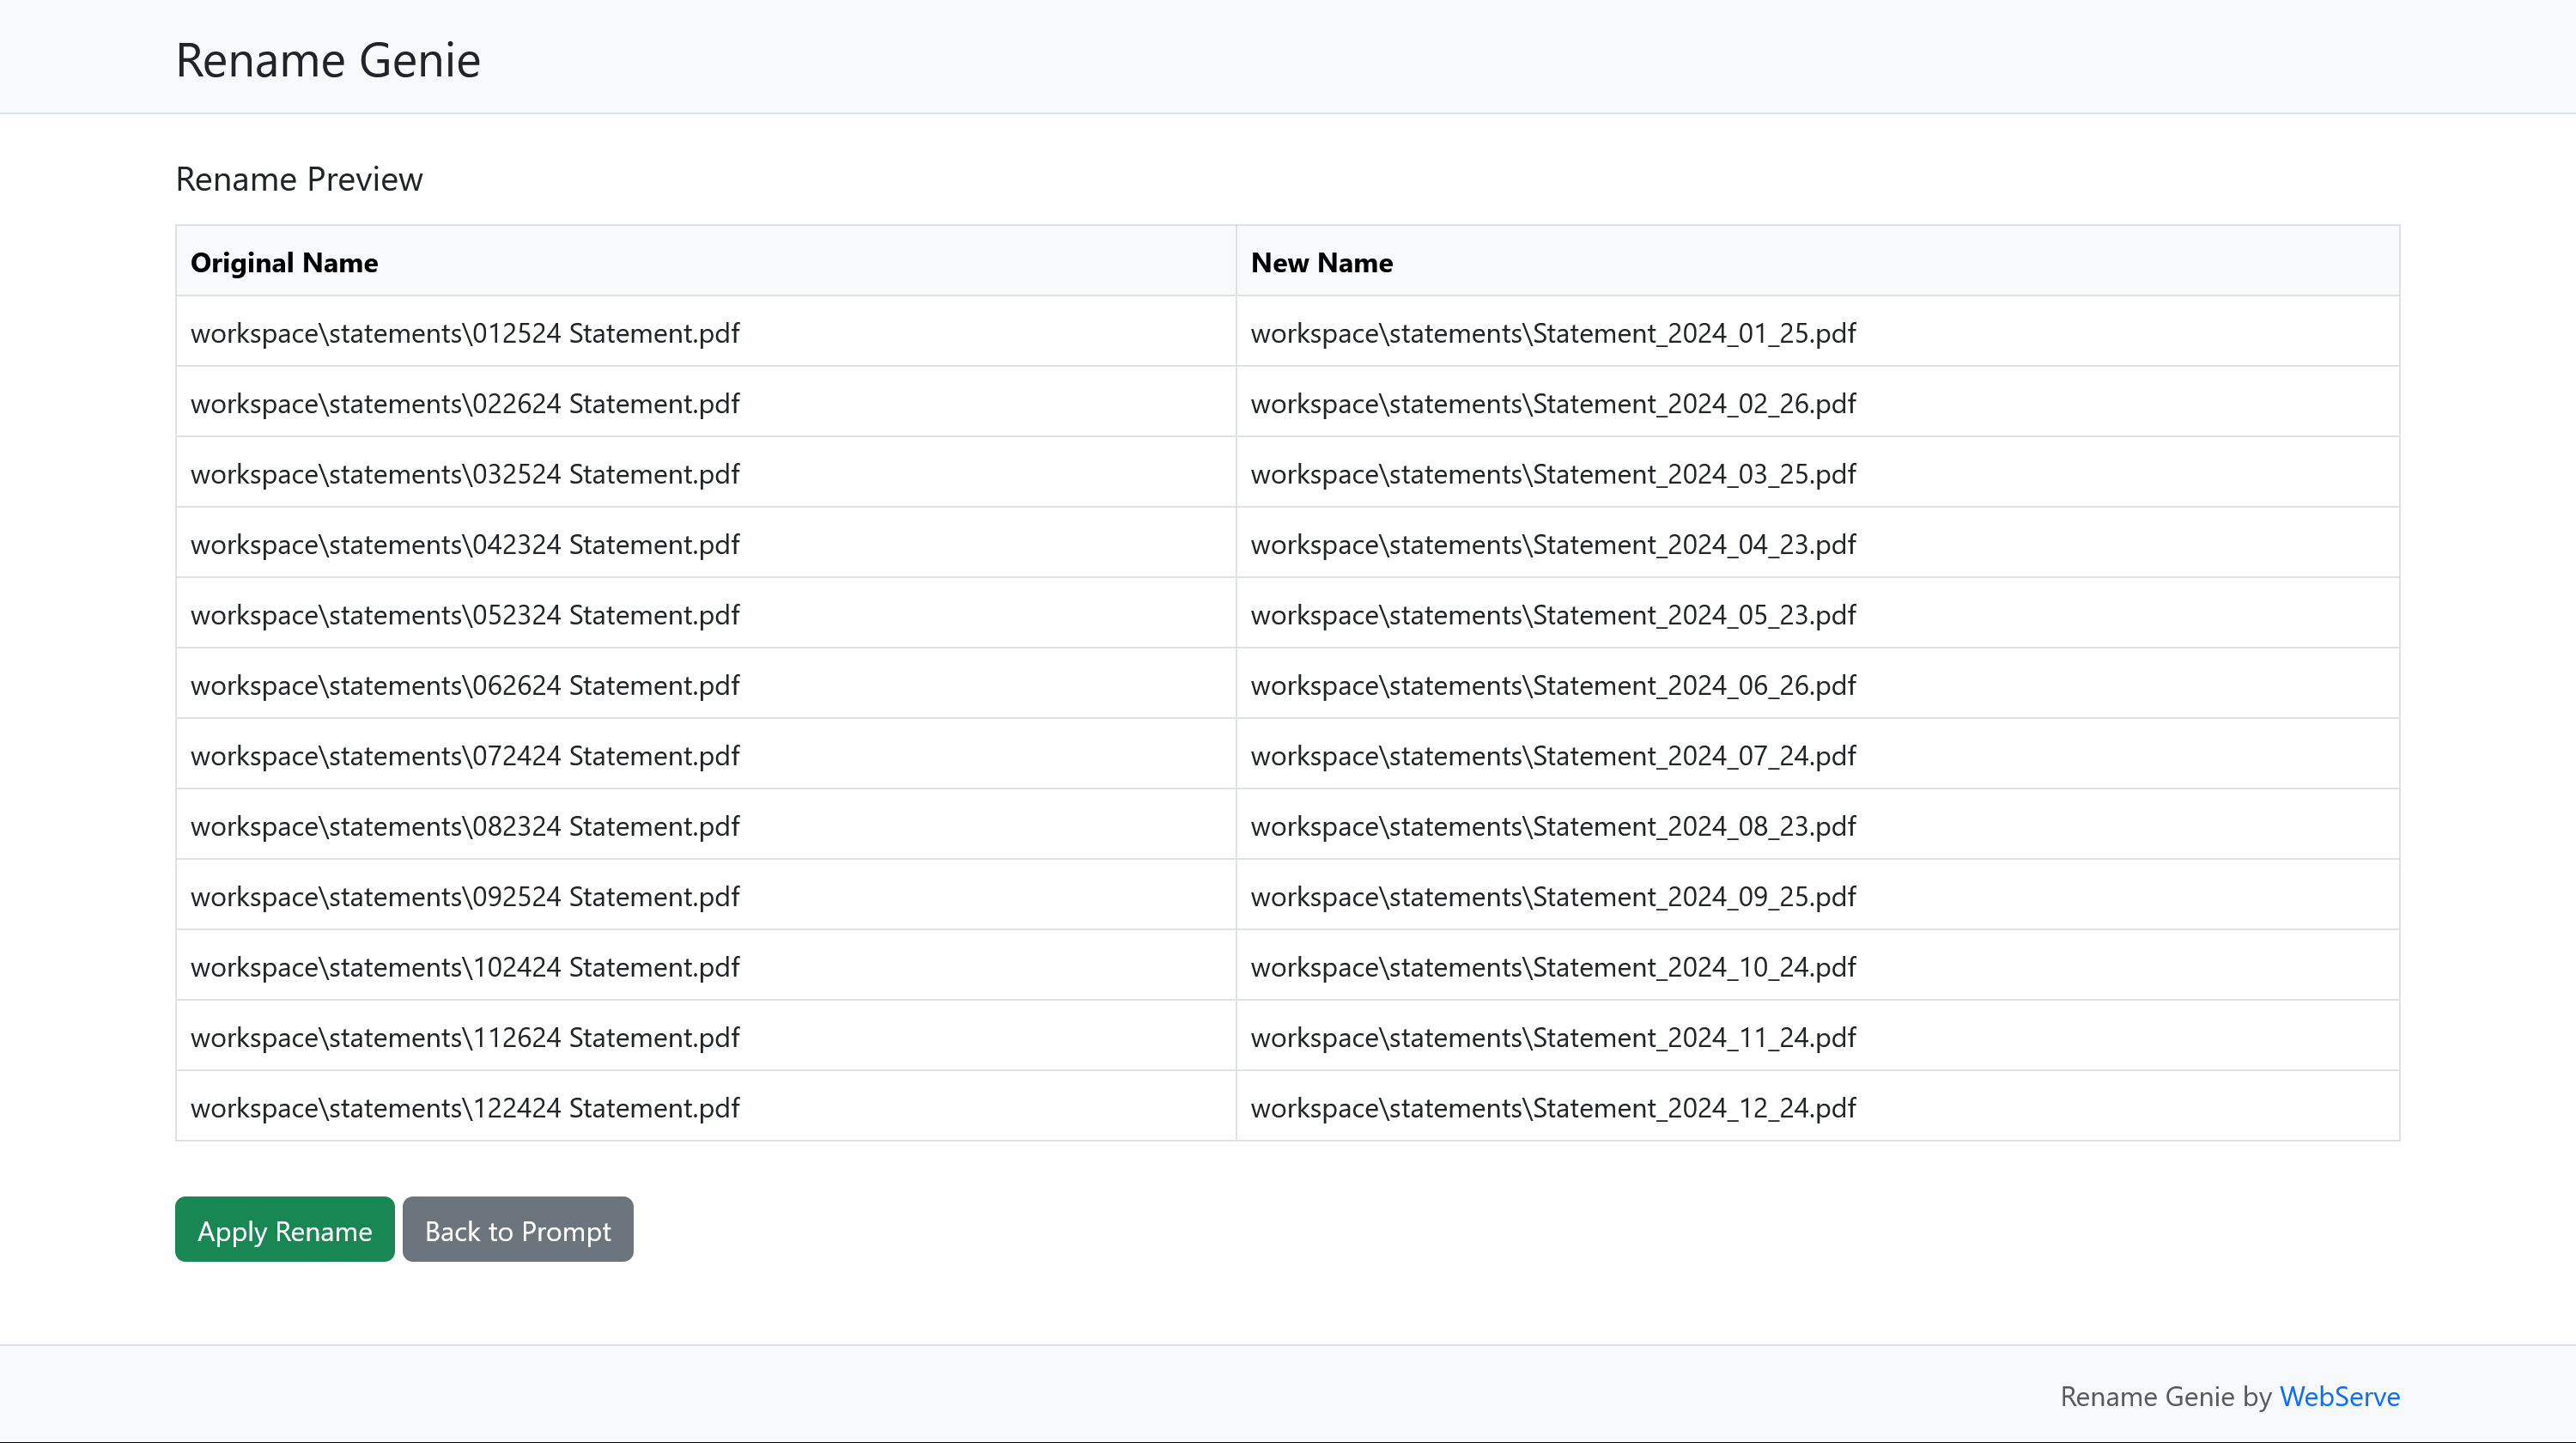 Rename Genie
Rename Preview
Original Name New Name
workspace\statements\012524 Statement.pdf workspace\statements\Statement_2024_01_25.pdf
workspace\statements\022624 Statement.pdf workspace\statements\Statement_2024_02_26.pdf
workspace\statements\032524 Statement.pdf workspace\statements\Statement_2024_03_25.pdf
workspace\statements\042324 Statement.pdf workspace\statements\Statement_2024_04_23.pdf
workspace\statements\052324 Statement.pdf workspace\statements\Statement_2024_05_23.pdf
workspace\statements\062624 Statement.pdf workspace\statements\Statement_2024_06_26.pdf
workspace\statements\072424 Statement.pdf workspace\statements\Statement_2024_07_24.pdf
workspace\statements\082324 Statement.pdf workspace\statements\Statement_2024_08_23.pdf
workspace\statements\092524 Statement.pdf workspace\statements\Statement_2024_09_25.pdf
workspace\statements\102424 Statement.pdf workspace\statements\Statement_2024_10_24.pdf
workspace\statements\112624 Statement.pdf workspace\statements\Statement_2024_11_24.pdf
workspace\statements\122424 Statement.pdf workspace\statements\Statement_2024_12_24.pdf
Apply Rename Back to Prompt
Rename Genie by WebServe